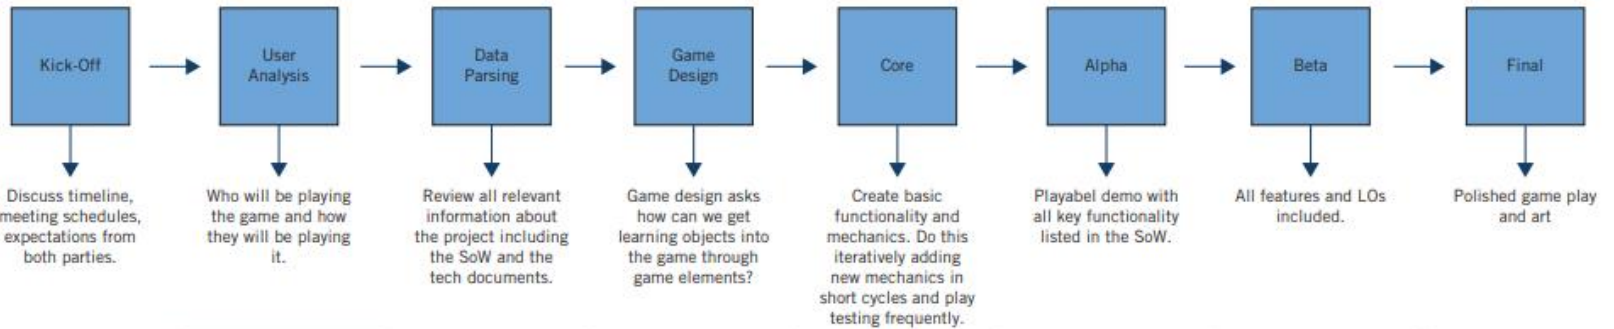 Kick-Off
User
Analysis
Data
Parsing
Game
Design
Core
Alpha
Beta
Final
Discuss timeline,
meeting schedules,
expectations from
both parties.
Who will be playing
the game and how
they will be playing
it.
Review all relevant
information about
the project including
the SoW and the
tech documents.
Game design asks
how can we get
learning objects into
the game through
game elements?
Create basic
functionality and
mechanics. Do this
iteratively adding
new mechanics in
short cycles and play
testing frequently.
Playabel demo with
all key functionality
listed in the SoW.
All features and LOs
included.
Polished game play
and art